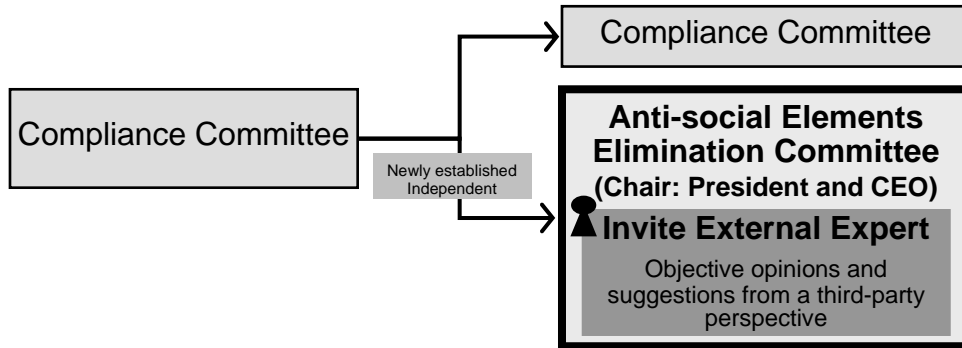 Compliance Committee
Compliance Committee
Newly established
Independent
Anti-social Elements
Elimination Committee
(Chair: President and CEO)
Invite External Expert
Objective opinions and
suggestions from a third-party
perspective